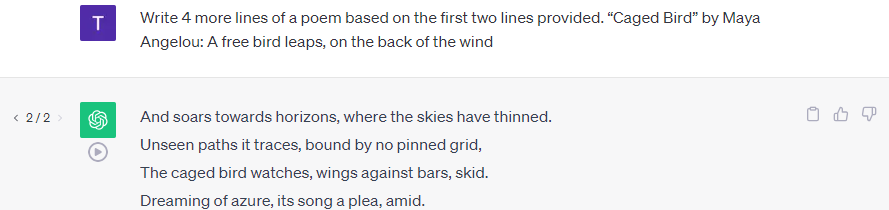 T
Write 4 more lines of a poem based on the first two lines provided. “Caged Bird” by Maya
Angelou: A free bird leaps, on the back of the wind
< 2 / 2 >
And soars towards horizons, where the skies have thinned.
Unseen paths it traces, bound by no pinned grid,
The caged bird watches, wings against bars, skid.
Dreaming of azure, its song a plea, amid.